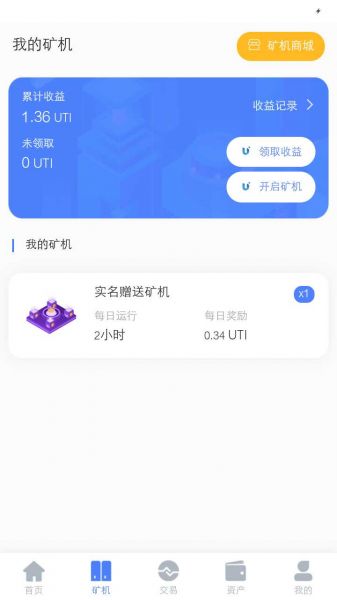 我的矿机
矿机商城
累计收益
1.36 UTI
收益记录
未领取
0 UTI
领取收益
开启矿机
我的矿机
实名赠送矿机
x1
每日运行
每日奖励
2小时
0.34 UTI
首页
矿机
交易
资产
我的